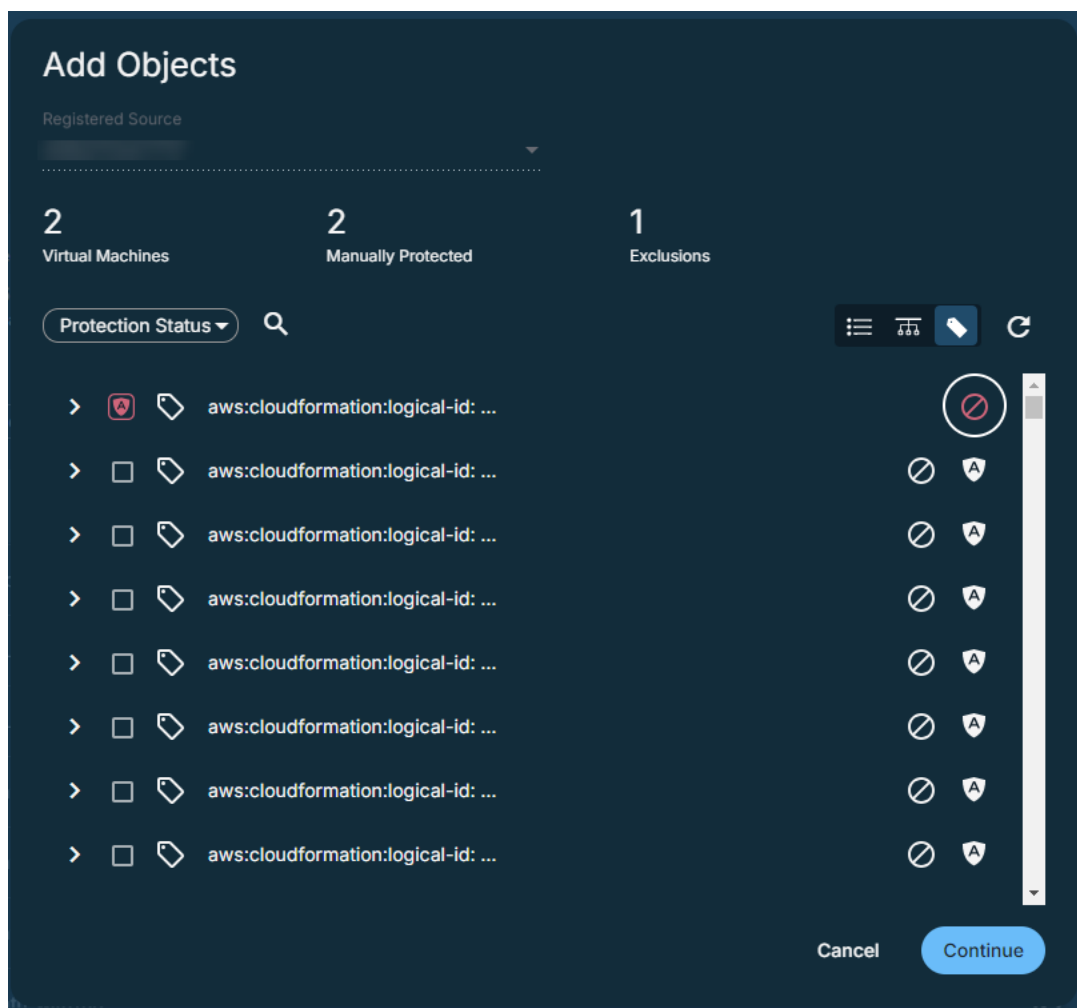 Add Objects
Registered Source
2 2 1
Virtual Machines Manually Protected Exclusions
Protection Status
aws:cloudformation:logical-id: ...
aws:cloudformation:logical-id: ...
aws:cloudformation:logical-id: ...
aws:cloudformation:logical-id: ...
aws:cloudformation:logical-id: ...
aws:cloudformation:logical-id: ...
aws:cloudformation:logical-id: ...
aws:cloudformation:logical-id: ...
Cancel Continue